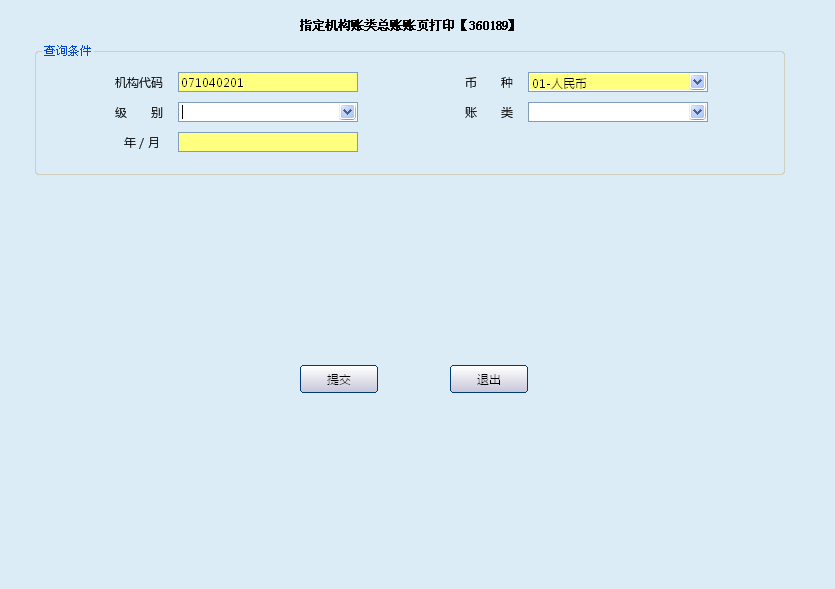 指定机构账类总账账页打印【360189】
查询条件
机构代码 071040201 币 种 01-人民币
级 别 账 类
年 / 月
提交 退出